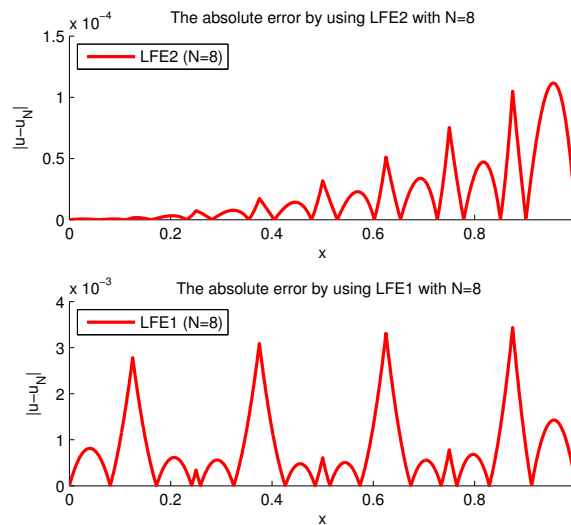 The absolute error by using LFE2 with N=8
x 10^-4
1.5
1
0.5
0
|u−u_N|
LFE2 (N=8)
0 0.2 0.4 0.6 0.8
x
The absolute error by using LFE1 with N=8
x 10^-3
4
3
2
1
0
|u−u_N|
LFE1 (N=8)
0 0.2 0.4 0.6 0.8
x